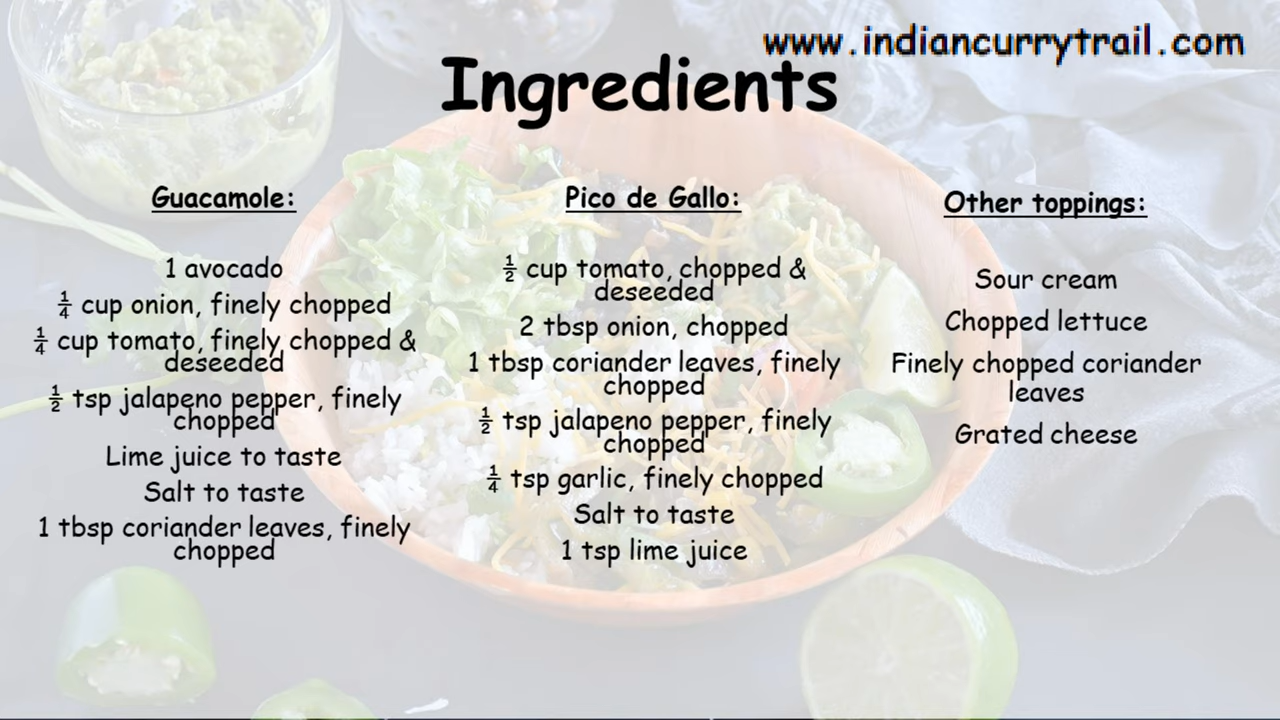 www.indiancurrytrail.com
Ingredients
Guacamole:
1 avocado
¼ cup onion, finely chopped
¼ cup tomato, finely chopped &
deseeded
½ tsp jalapeno pepper, finely
chopped
Lime juice to taste
Salt to taste
1 tbsp coriander leaves, finely
chopped
Pico de Gallo:
½ cup tomato, chopped &
deseeded
2 tbsp onion, chopped
1 tbsp coriander leaves, finely
chopped
½ tsp jalapeno pepper, finely
chopped
¼ tsp garlic, finely chopped
Salt to taste
1 tsp lime juice
Other toppings:
Sour cream
Chopped lettuce
Finely chopped coriander
leaves
Grated cheese